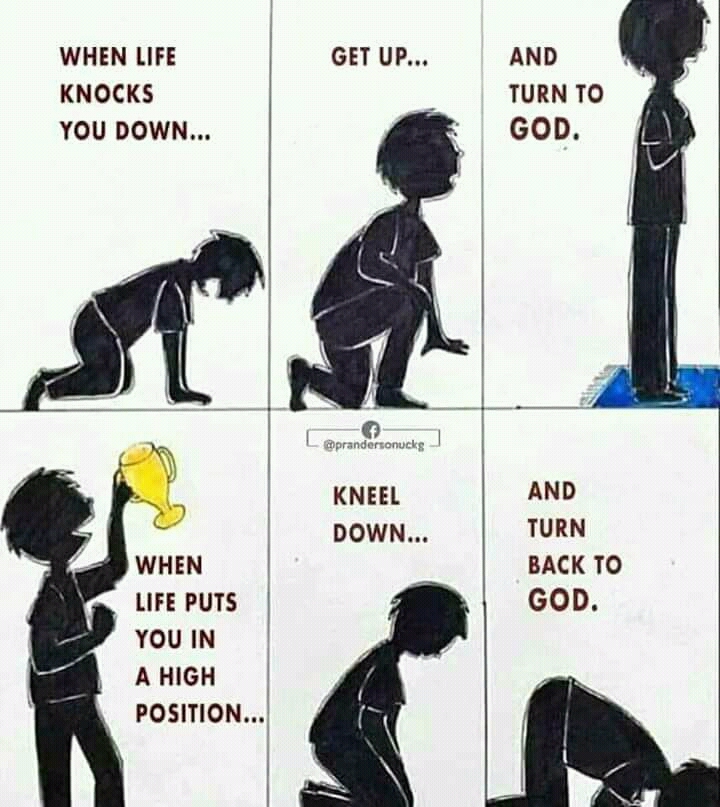 WHEN LIFE
KNOCKS
YOU DOWN...
GET UP...
AND
TURN TO
GOD.
f
@prandersonuckg
WHEN
LIFE PUTS
YOU IN
A HIGH
POSITION...
KNEEL
DOWN...
AND
TURN
BACK TO
GOD.